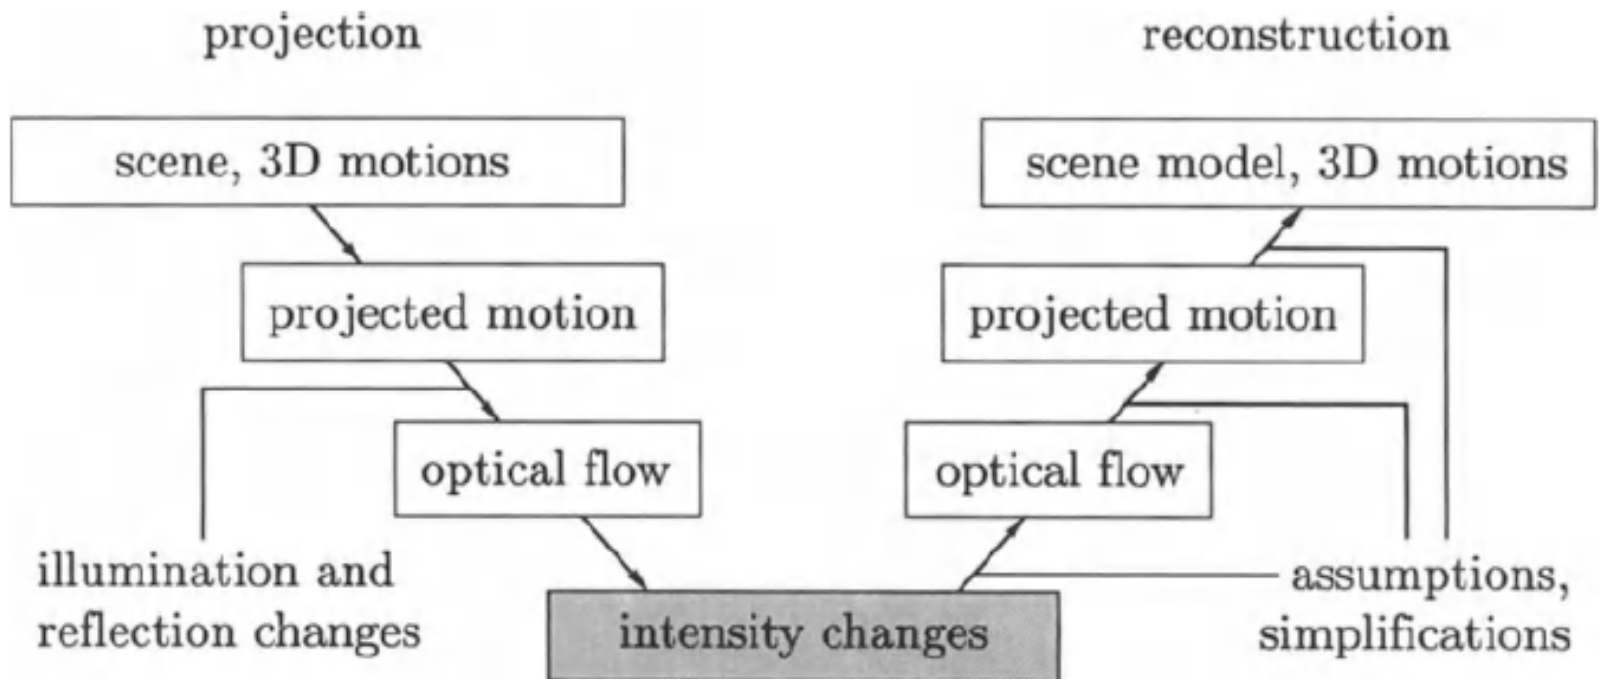 projection
reconstruction
scene, 3D motions
scene model, 3D motions
projected motion
projected motion
optical flow
optical flow
illumination and
reflection changes
intensity changes
assumptions,
simplifications